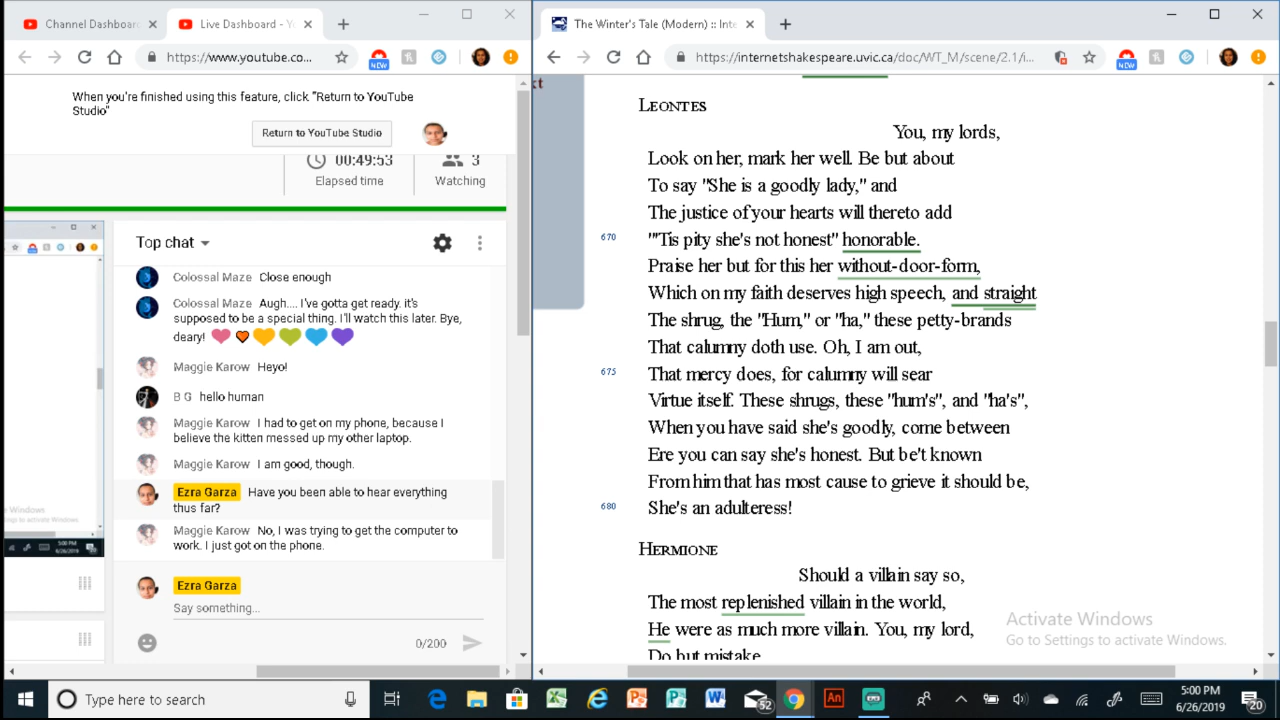 Channel Dashboard
Live Dashboard - Y
The Winter's Tale (Modern) :: Inte
https://www.youtube.co...
NEW
https://internetshakespeare.uvic.ca/doc/WT_M/scene/2.1/i...
NEW
When you're finished using this feature, click "Return to YouTube
Studio"
Return to YouTube Studio
00:49:53
3
Elapsed time
Watching
Top chat
Colossal Maze Close enough
Colossal Maze Augh.... I've gotta get ready. it's
supposed to be a special thing. I'll watch this later. Bye,
deary!
Maggie Karow Heyo!
B G hello human
Maggie Karow I had to get on my phone, because I
believe the kitten messed up my other laptop.
Maggie Karow I am good, though.
Ezra Garza Have you been able to hear everything
thus far?
Maggie Karow No, I was trying to get the computer to
work. I just got on the phone.
Ezra Garza
Say something...
0/200
5:00 PM
6/26/2019
LEONTES
You, my lords,
Look on her, mark her well. Be but about
To say "She is a goodly lady," and
The justice of your hearts will thereto add
670 "'Tis pity she's not honest" honorable.
Praise her but for this her without-door-form,
Which on my faith deserves high speech, and straight
The shrug, the "Hum," or "ha," these petty-brands
That calumny doth use. Oh, I am out,
675 That mercy does, for calumny will sear
Virtue itself. These shrugs, these "hum's", and "ha's",
When you have said she's goodly, come between
Ere you can say she's honest. But be't known
From him that has most cause to grieve it should be,
680 She's an adulteress!
HERMIONE
Should a villain say so,
The most replenished villain in the world,
He were as much more villain. You, my lord,
Do but mistake
Activate Windows
Go to Settings to activate Windows.
Type here to search
52
5:00 PM
6/26/2019
20